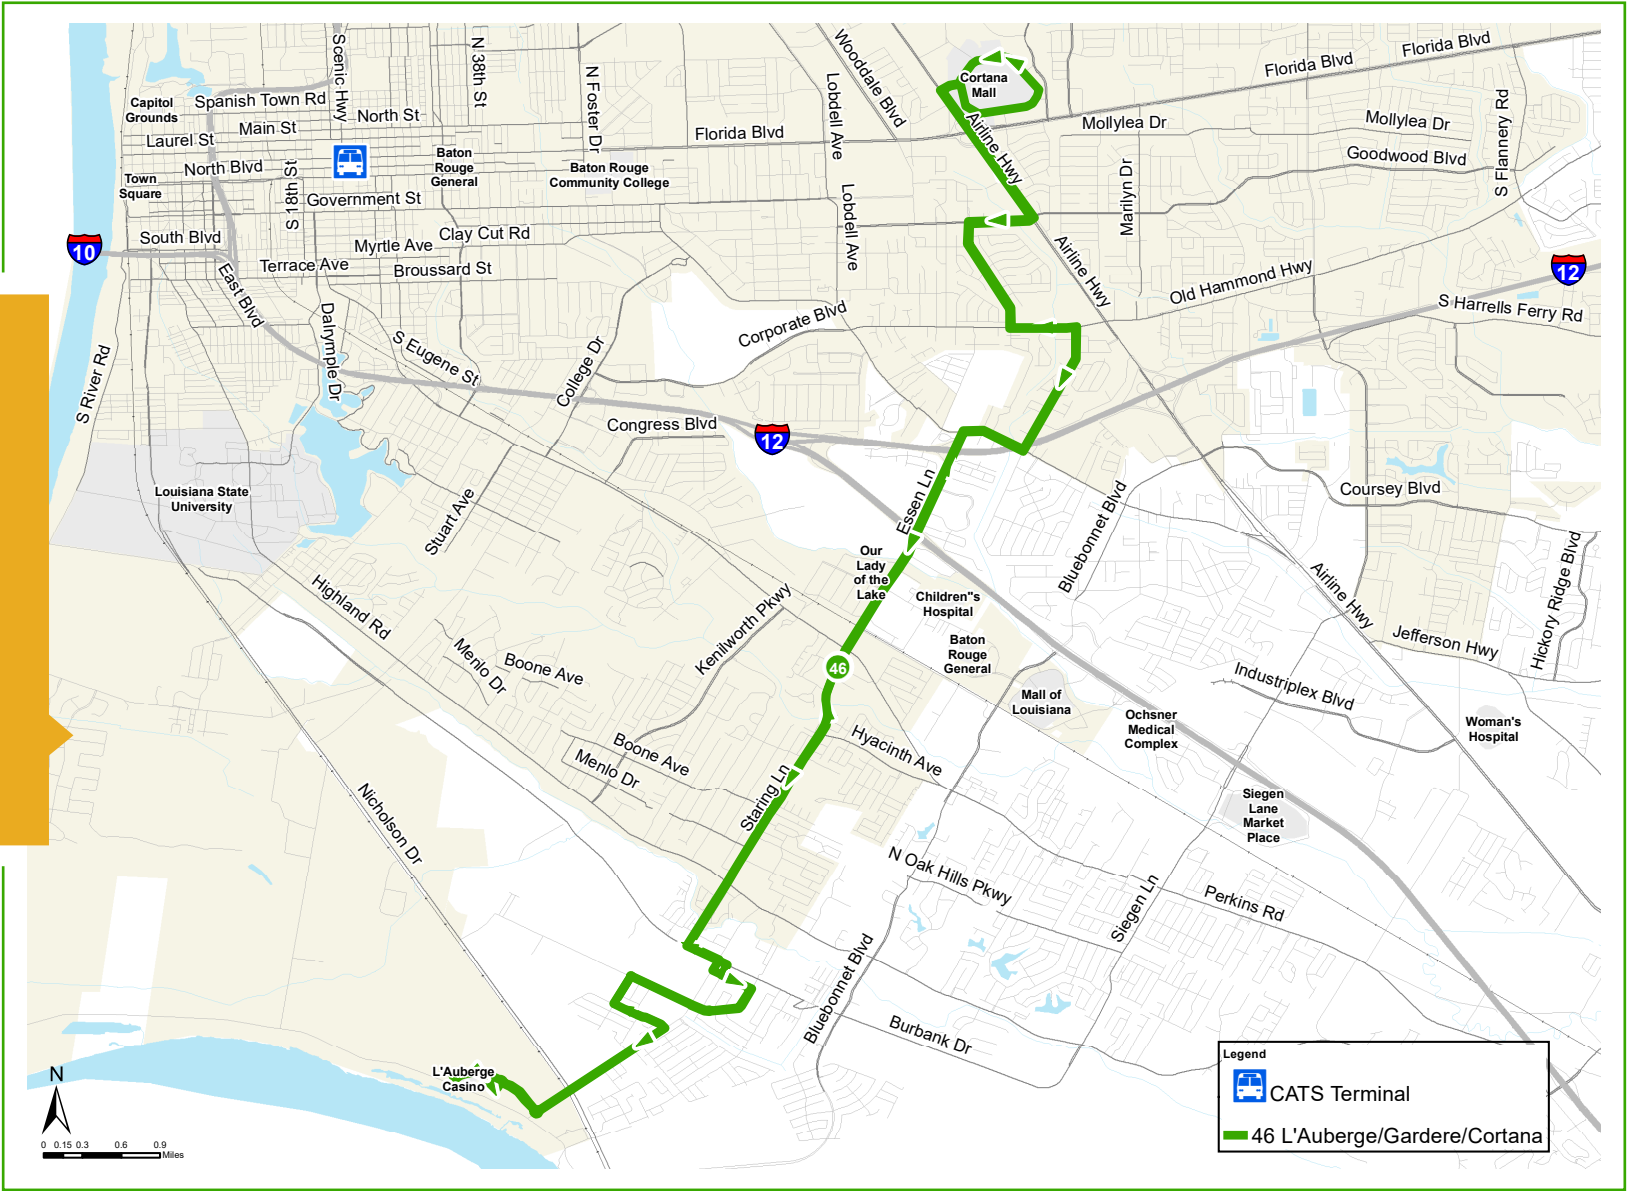 Scenic Hwy
N 38th St
N Foster Dr
Wooddale Blvd
Lobdell Ave
Cortana
Mall
Florida Blvd
Florida Blvd
Capitol
Grounds
Spanish Town Rd
North St
Main St
Laurel St
Florida Blvd
Airline Hwy
Mollylea Dr
Mollylea Dr
S Flannery Rd
North Blvd
S 18th St
Baton
Rouge
General
Baton Rouge
Community College
Goodwood Blvd
Town
Square
Government St
Lobdell Ave
Marilyn Dr
South Blvd
Myrtle Ave
Clay Cut Rd
10
Terrace Ave
Broussard St
East Blvd
Airline Hwy
Old Hammond Hwy
12
S Harrells Ferry Rd
Dalrymple Dr
S Eugene St
Corporate Blvd
College Dr
S River Rd
Congress Blvd
12
Louisiana State
University
Stuart Ave
Essen Ln
Bluebonnet Blvd
Coursey Blvd
Our
Lady
of the
Lake
Children"s
Hospital
Airline Hwy
Hickory Ridge Blvd
Highland Rd
Kenilworth Pkwy
Baton
Rouge
General
Jefferson Hwy
Menlo Dr
Boone Ave
46
Mall of
Louisiana
Industriplex Blvd
Ochsner
Medical
Complex
Woman's
Hospital
Hyacinth Ave
Boone Ave
Menlo Dr
Staring Ln
Nicholson Dr
Siegen
Lane
Market
Place
N Oak Hills Pkwy
Siegen Ln
Perkins Rd
Bluebonnet Blvd
Burbank Dr
L'Auberge
Casino
N
0 0.15 0.3 0.6 0.9
Miles
Legend
CATS Terminal
46 L'Auberge/Gardere/Cortana